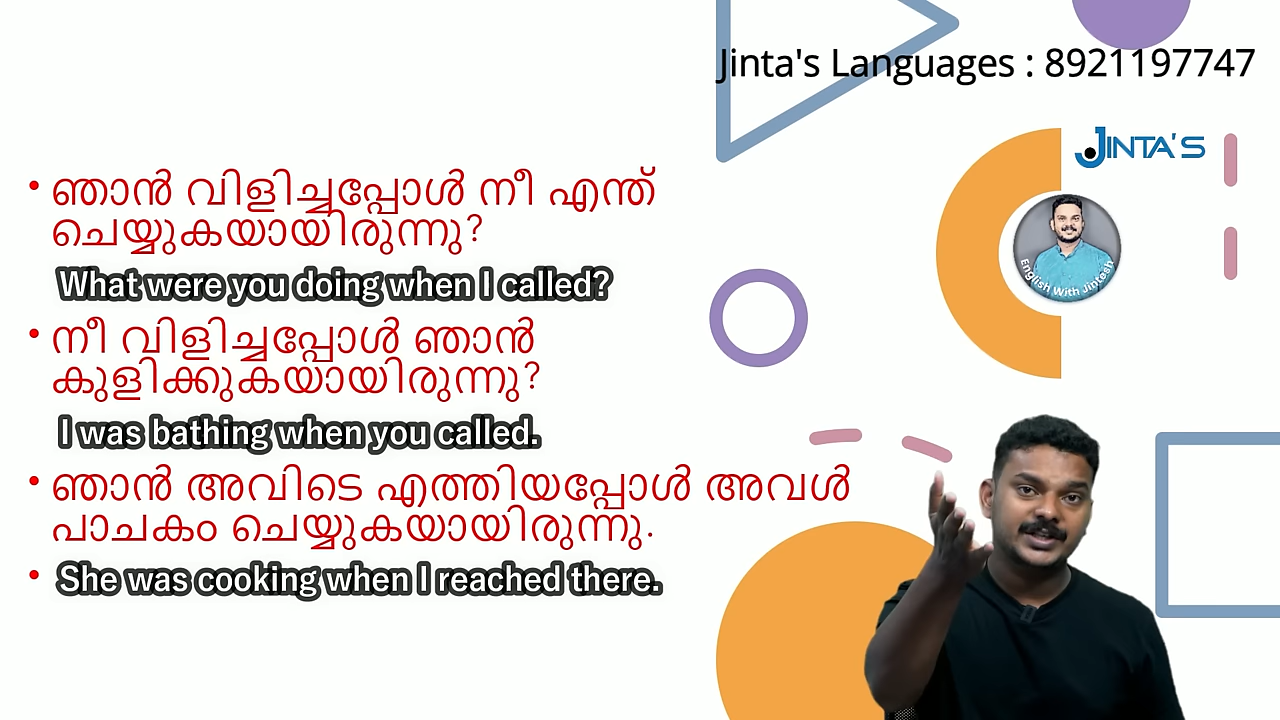 Jinta's Languages : 8921197747
JINTA'S
English With Jintesh
• ഞാൻ വിളിച്ചപ്പോൾ നീ എന്ത്
ചെയ്യുകയായിരുന്നു?
What were you doing when I called?
• നീ വിളിച്ചപ്പോൾ ഞാൻ
കുളിക്കുകയായിരുന്നു?
I was bathing when you called.
• ഞാൻ അവിടെ എത്തിയപ്പോൾ അവൾ
പാചകം ചെയ്യുകയായിരുന്നു.
• She was cooking when I reached there.